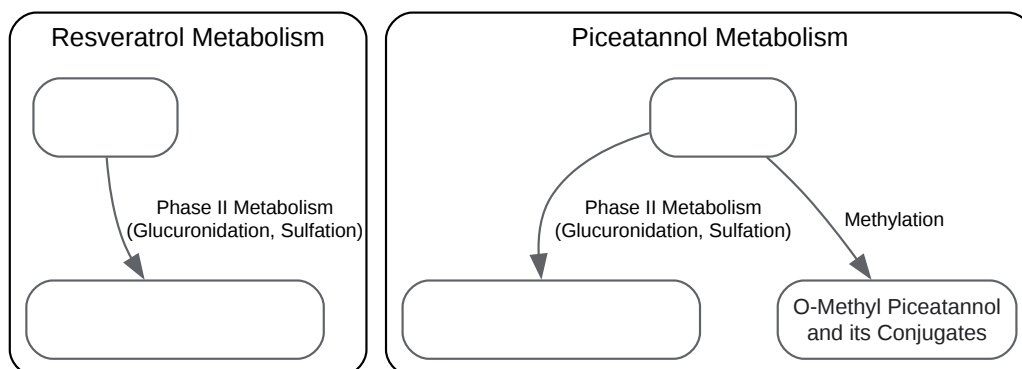 Resveratrol Metabolism
Phase II Metabolism
(Glucuronidation, Sulfation)
Piceatannol Metabolism
Phase II Metabolism
(Glucuronidation, Sulfation)
Methylation
O-Methyl Piceatannol
and its Conjugates